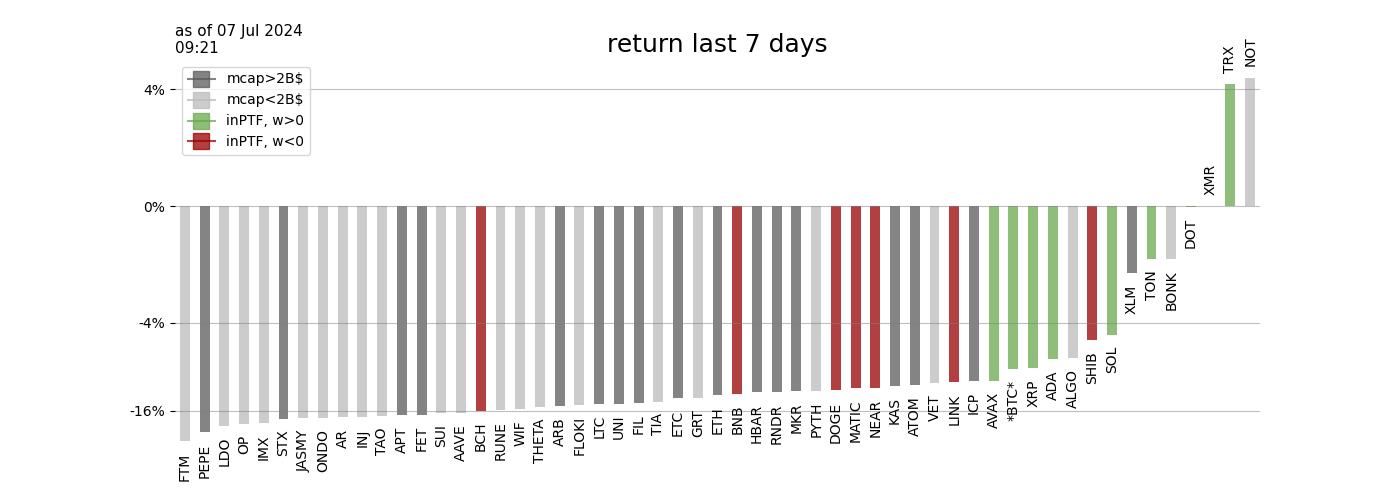 as of 07 Jul 2024
09:21
return last 7 days
mcap>2B$
mcap<2B$
inPTF, w>0
inPTF, w<0
4%
0%
-4%
-16%
FTM
PEPE
LDO
OP
IMX
STX
JASMY
ONDO
AR
INJ
TAO
APT
FET
SUI
AAVE
BCH
RUNE
WIF
THETA
ARB
FLOKI
LTC
UNI
FIL
TIA
ETC
GRT
ETH
BNB
HBAR
RNDR
MKR
PYTH
DOGE
MATIC
NEAR
KAS
ATOM
VET
LINK
ICP
AVAX
*BTC*
XRP
ADA
ALGO
SHIB
SOL
XLM
TON
BONK
DOT
XMR
TRX
NOT